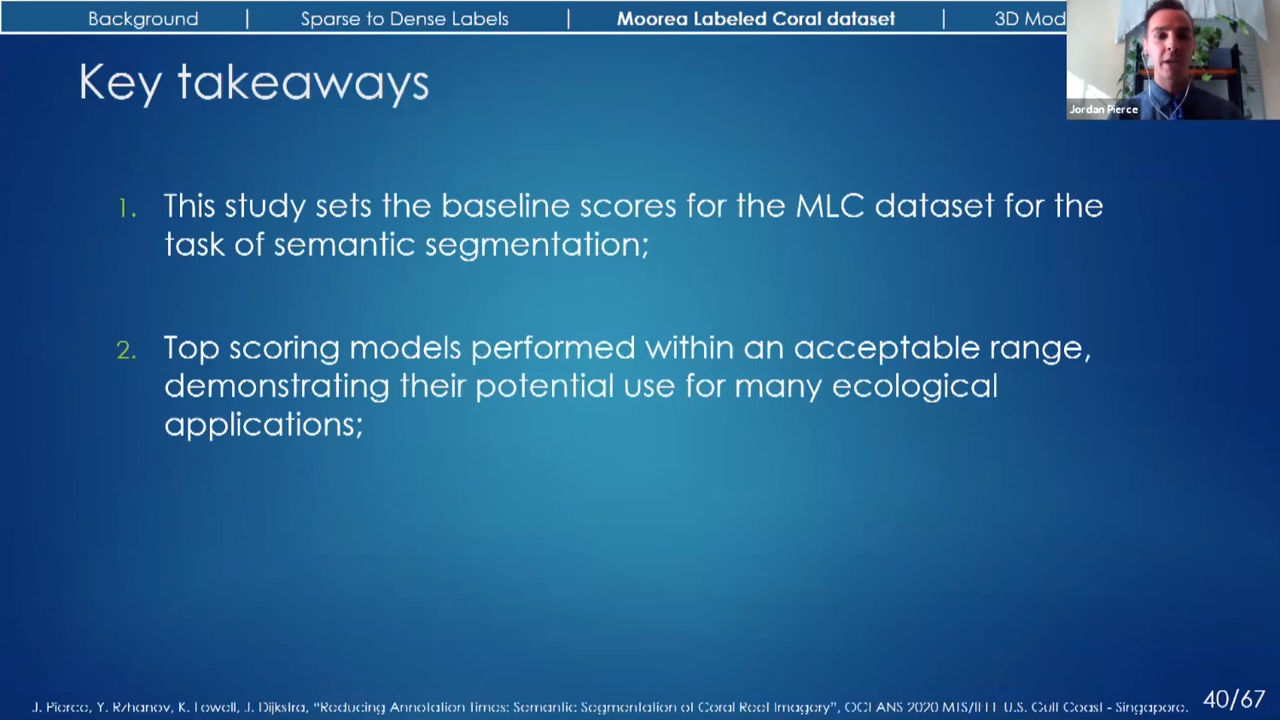 Background | Sparse to Dense Labels | Moorea Labeled Coral dataset | 3D Mod
Jordan Pierce
Key takeaways
1. This study sets the baseline scores for the MLC dataset for the
task of semantic segmentation;
2. Top scoring models performed within an acceptable range,
demonstrating their potential use for many ecological
applications;
J. Pierce, Y. Rzhanov, K. Lowell, J. Dijkstra, "Reducing Annotation Times: Semantic Segmentation of Coral Reef Imagery", OCEANS 2020 MTS/IEEE U.S. Gulf Coast - Singapore.
40/67